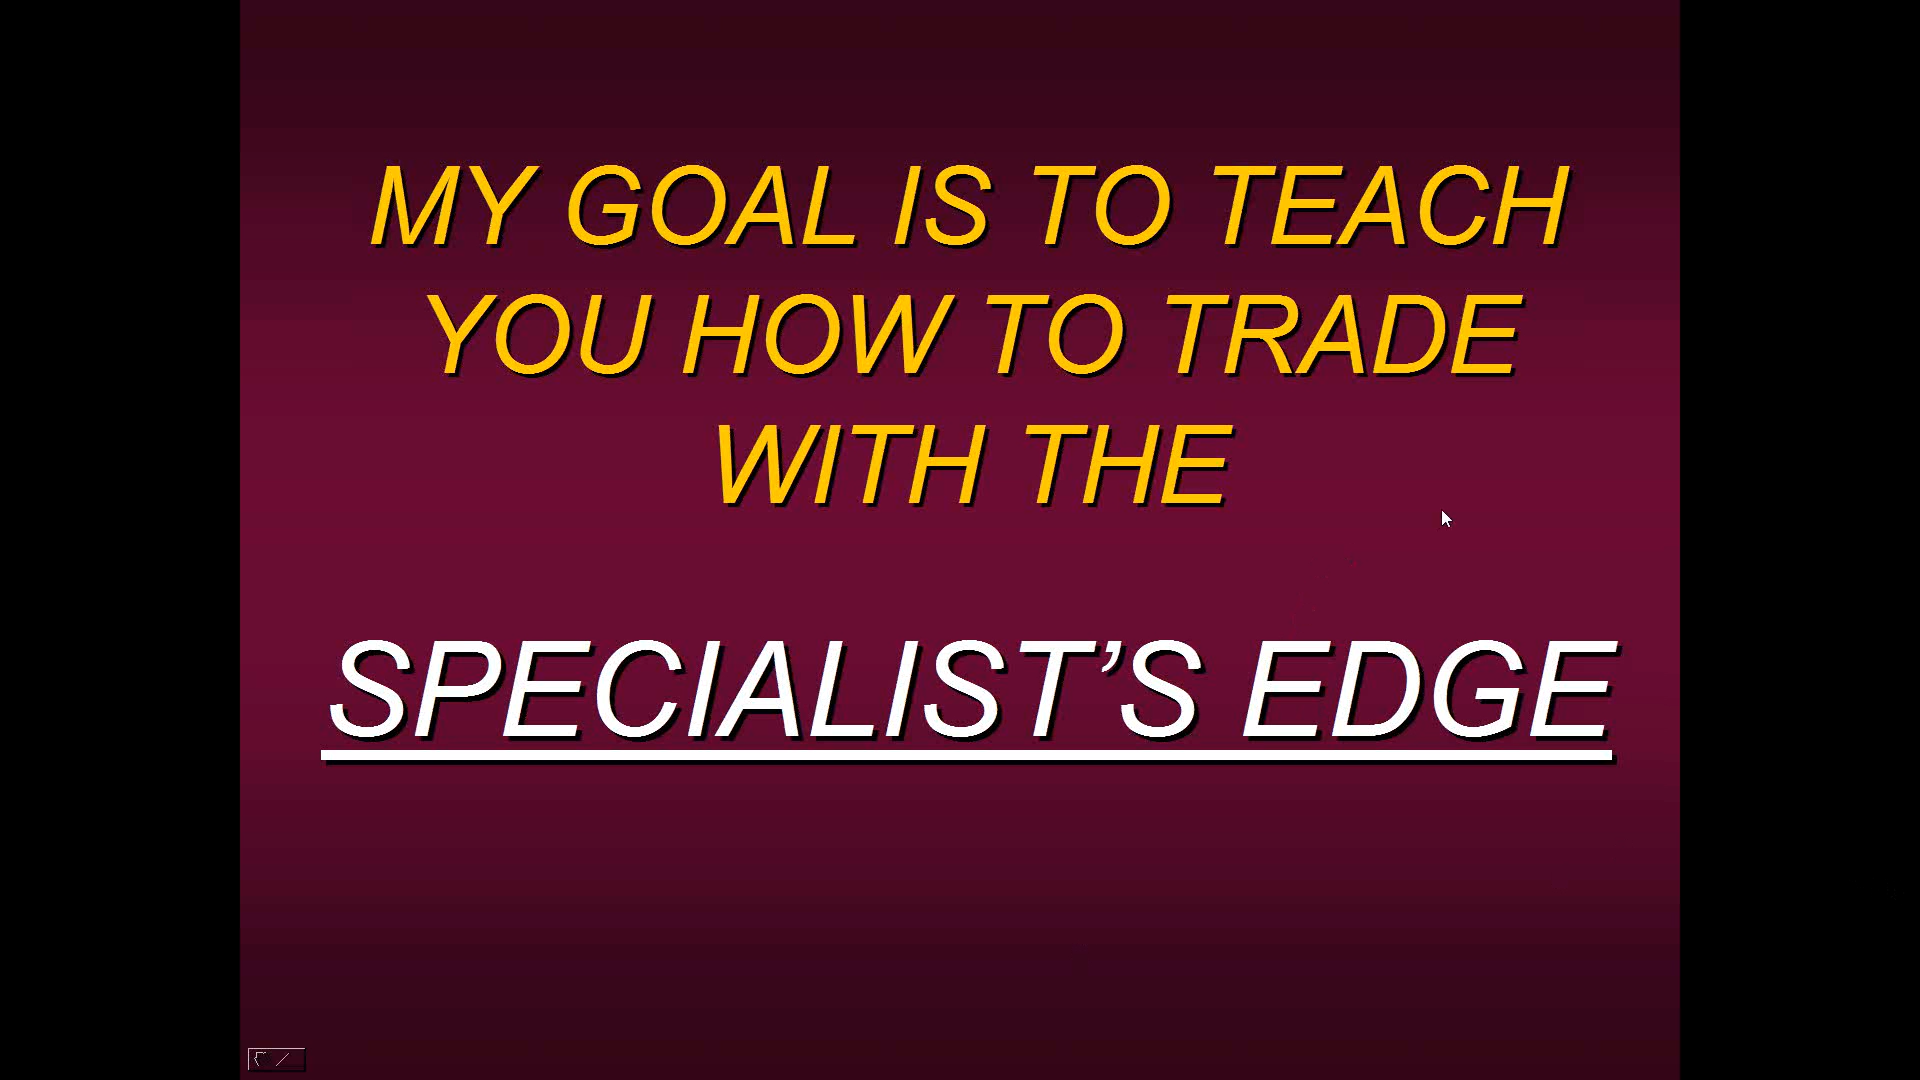 MY GOAL IS TO TEACH
YOU HOW TO TRADE
WITH THE
SPECIALIST’S EDGE